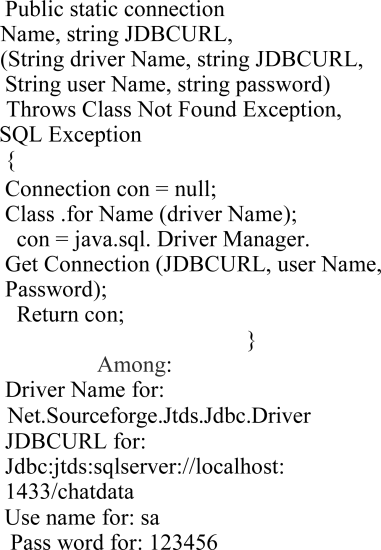 Public static connection
Name, string JDBCURL,
(String driver Name, string JDBCURL,
String user Name, string password)
Throws Class Not Found Exception,
SQL Exception
{
Connection con = null;
Class .for Name (driver Name);
con = java.sql. Driver Manager.
Get Connection (JDBCURL, user Name,
Password);
Return con;
}
Among:
Driver Name for:
Net.Sourceforge.Jtds.Jdbc.Driver
JDBCURL for:
Jdbc:jtds:sqlserver://localhost:
1433/chatdata
Use name for: sa
Pass word for: 123456